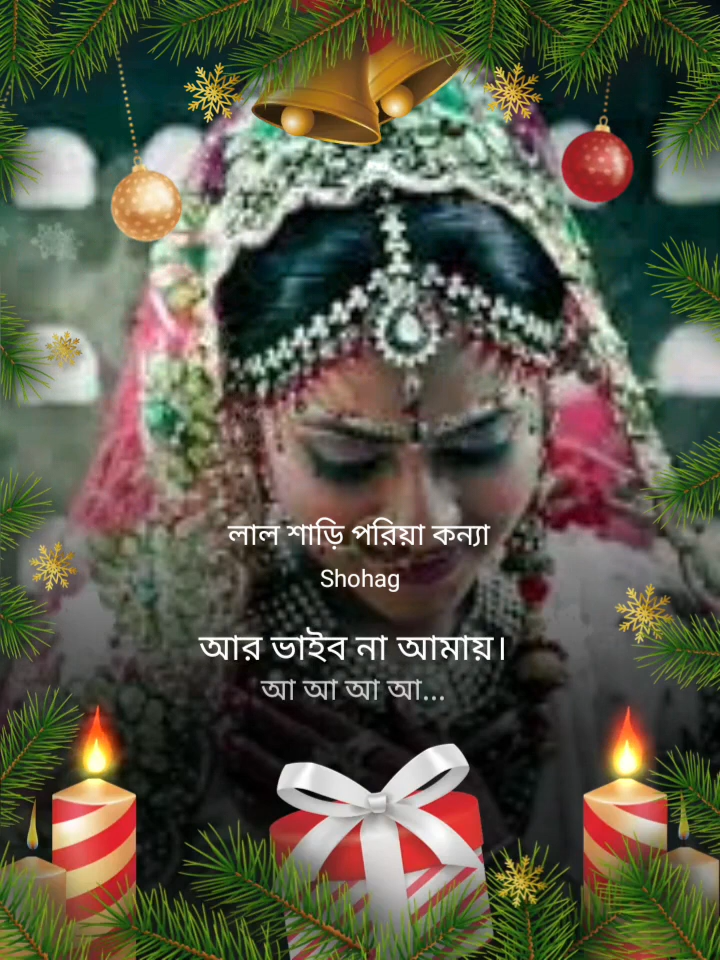 লাল শাড়ি পরিয়া কন্যা
Shohag
আর ভাইব না আমায়।
আ আ আ আ...